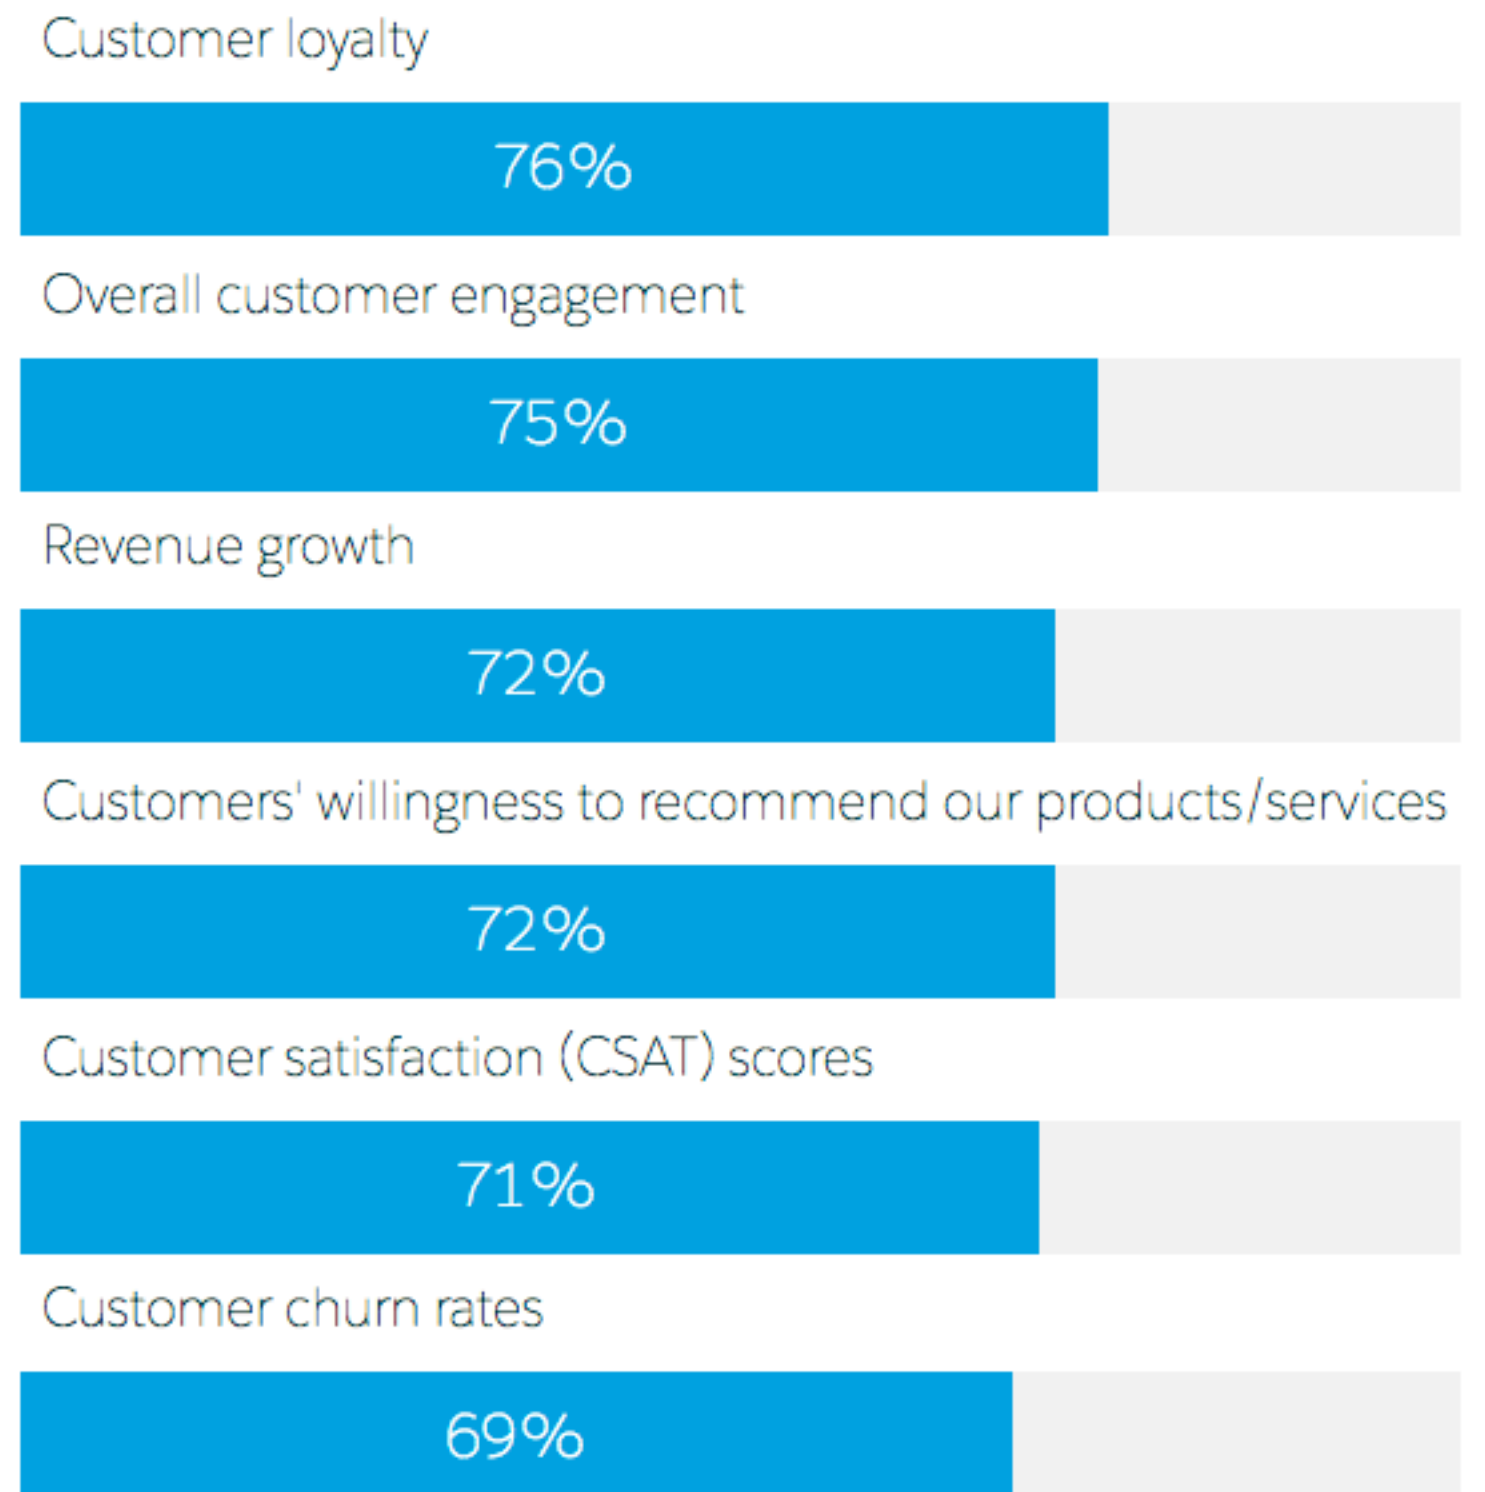 Customer loyalty
76%
Overall customer engagement
75%
Revenue growth
72%
Customers' willingness to recommend our products/services
72%
Customer satisfaction (CSAT) scores
71%
Customer churn rates
69%